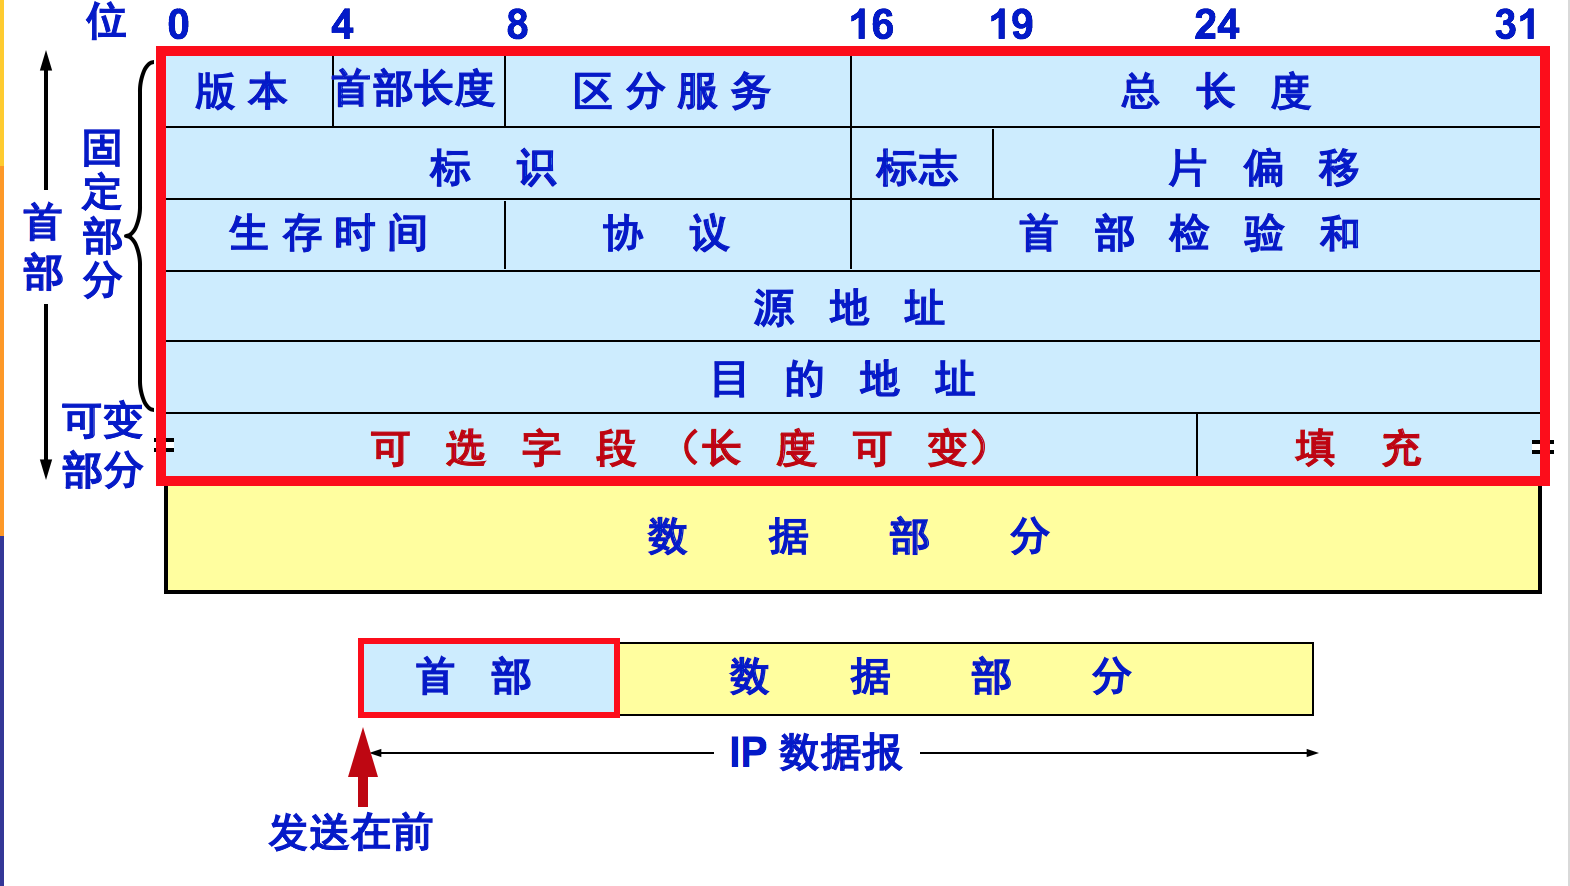 位 0 4 8 16 19 24 31
版本 首部长度 区分服务 总长度
标识 标志 片偏移
生存时间 协议 首部检验和
源地址
目的地址
可选字段（长度可变） 填充
数据部分
首部
固定部分
可变部分
首部 数据部分
IP 数据报
发送在前